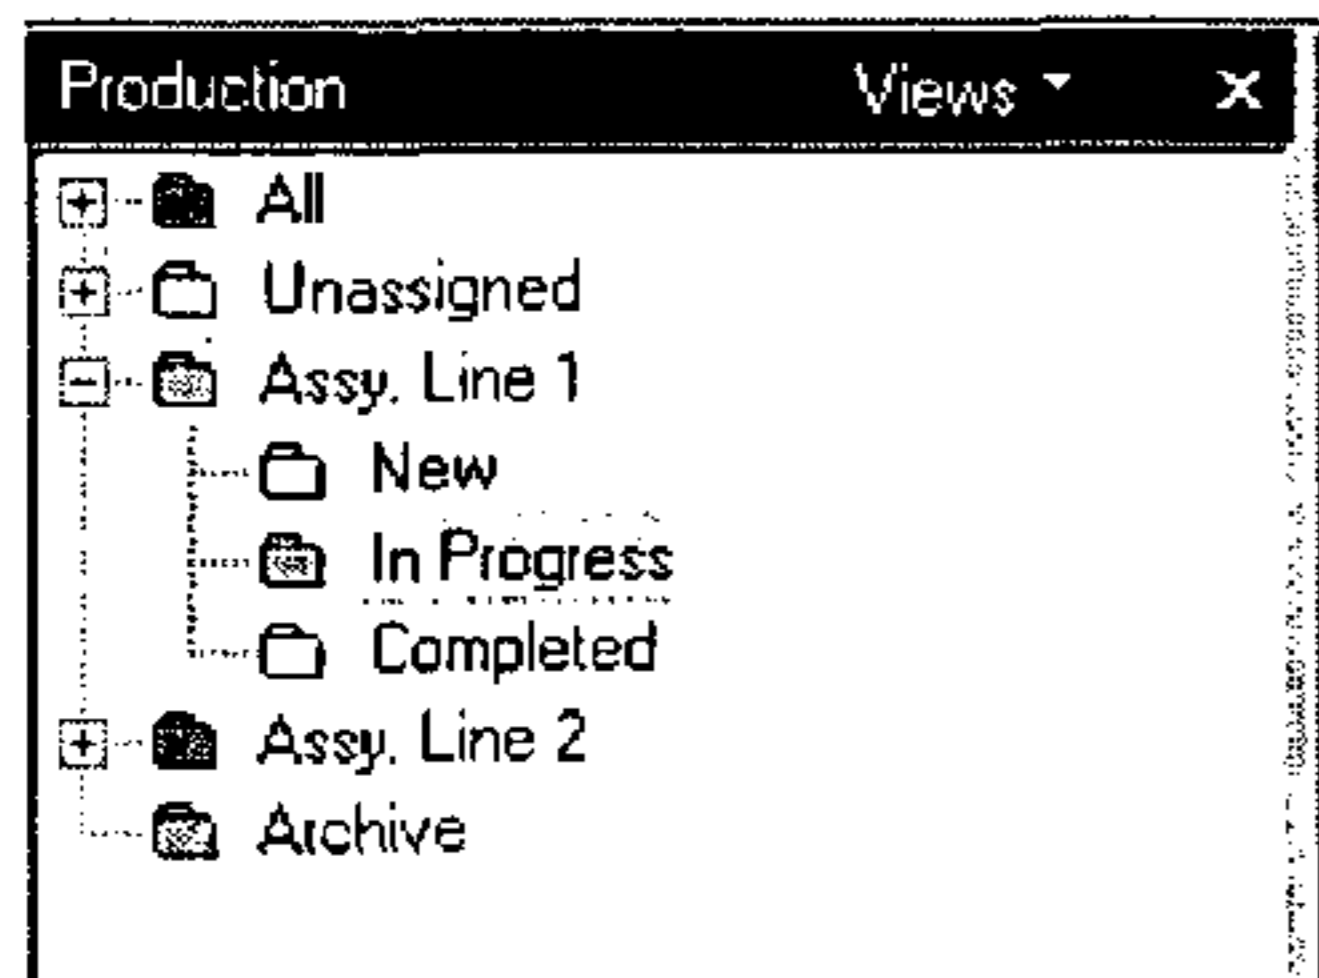 Production Views
All
Unassigned
Assy. Line 1
New
In Progress
Completed
Assy. Line 2
Archive